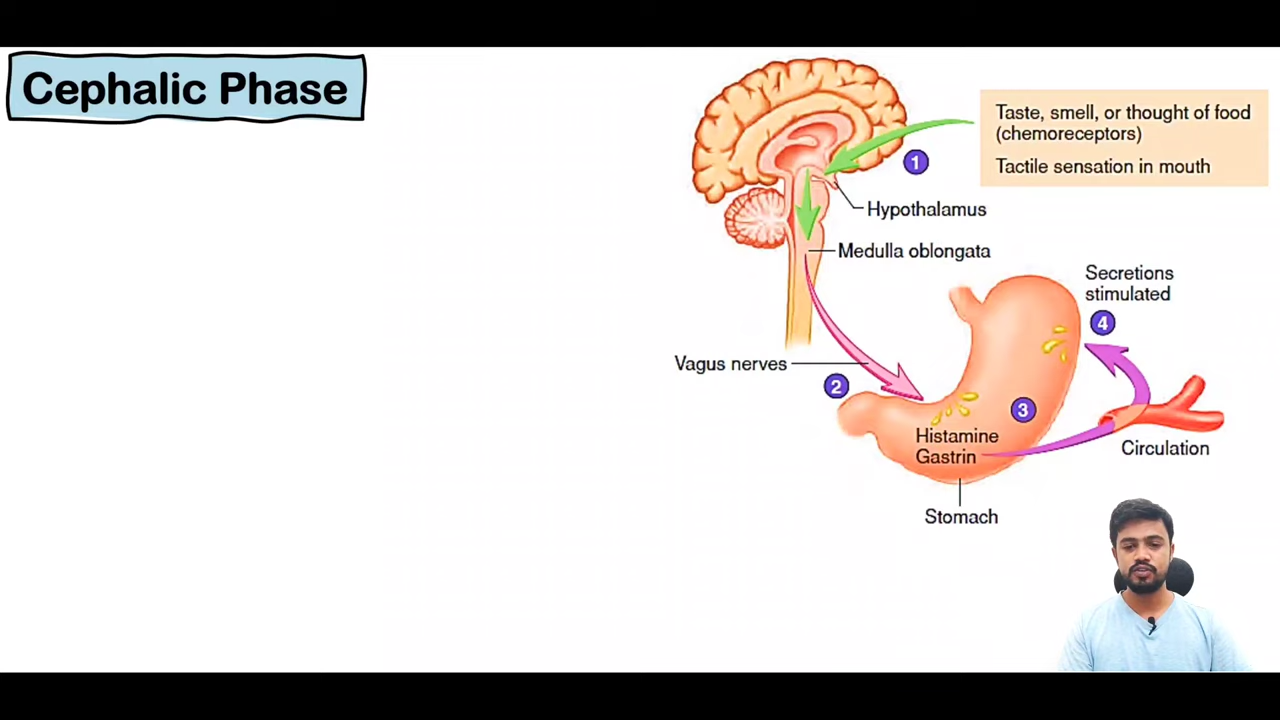 Cephalic Phase
Taste, smell, or thought of food
(chemoreceptors)
Tactile sensation in mouth
1
Hypothalamus
Medulla oblongata
Secretions
stimulated
4
Vagus nerves
2
3
Histamine
Gastrin
Circulation
Stomach